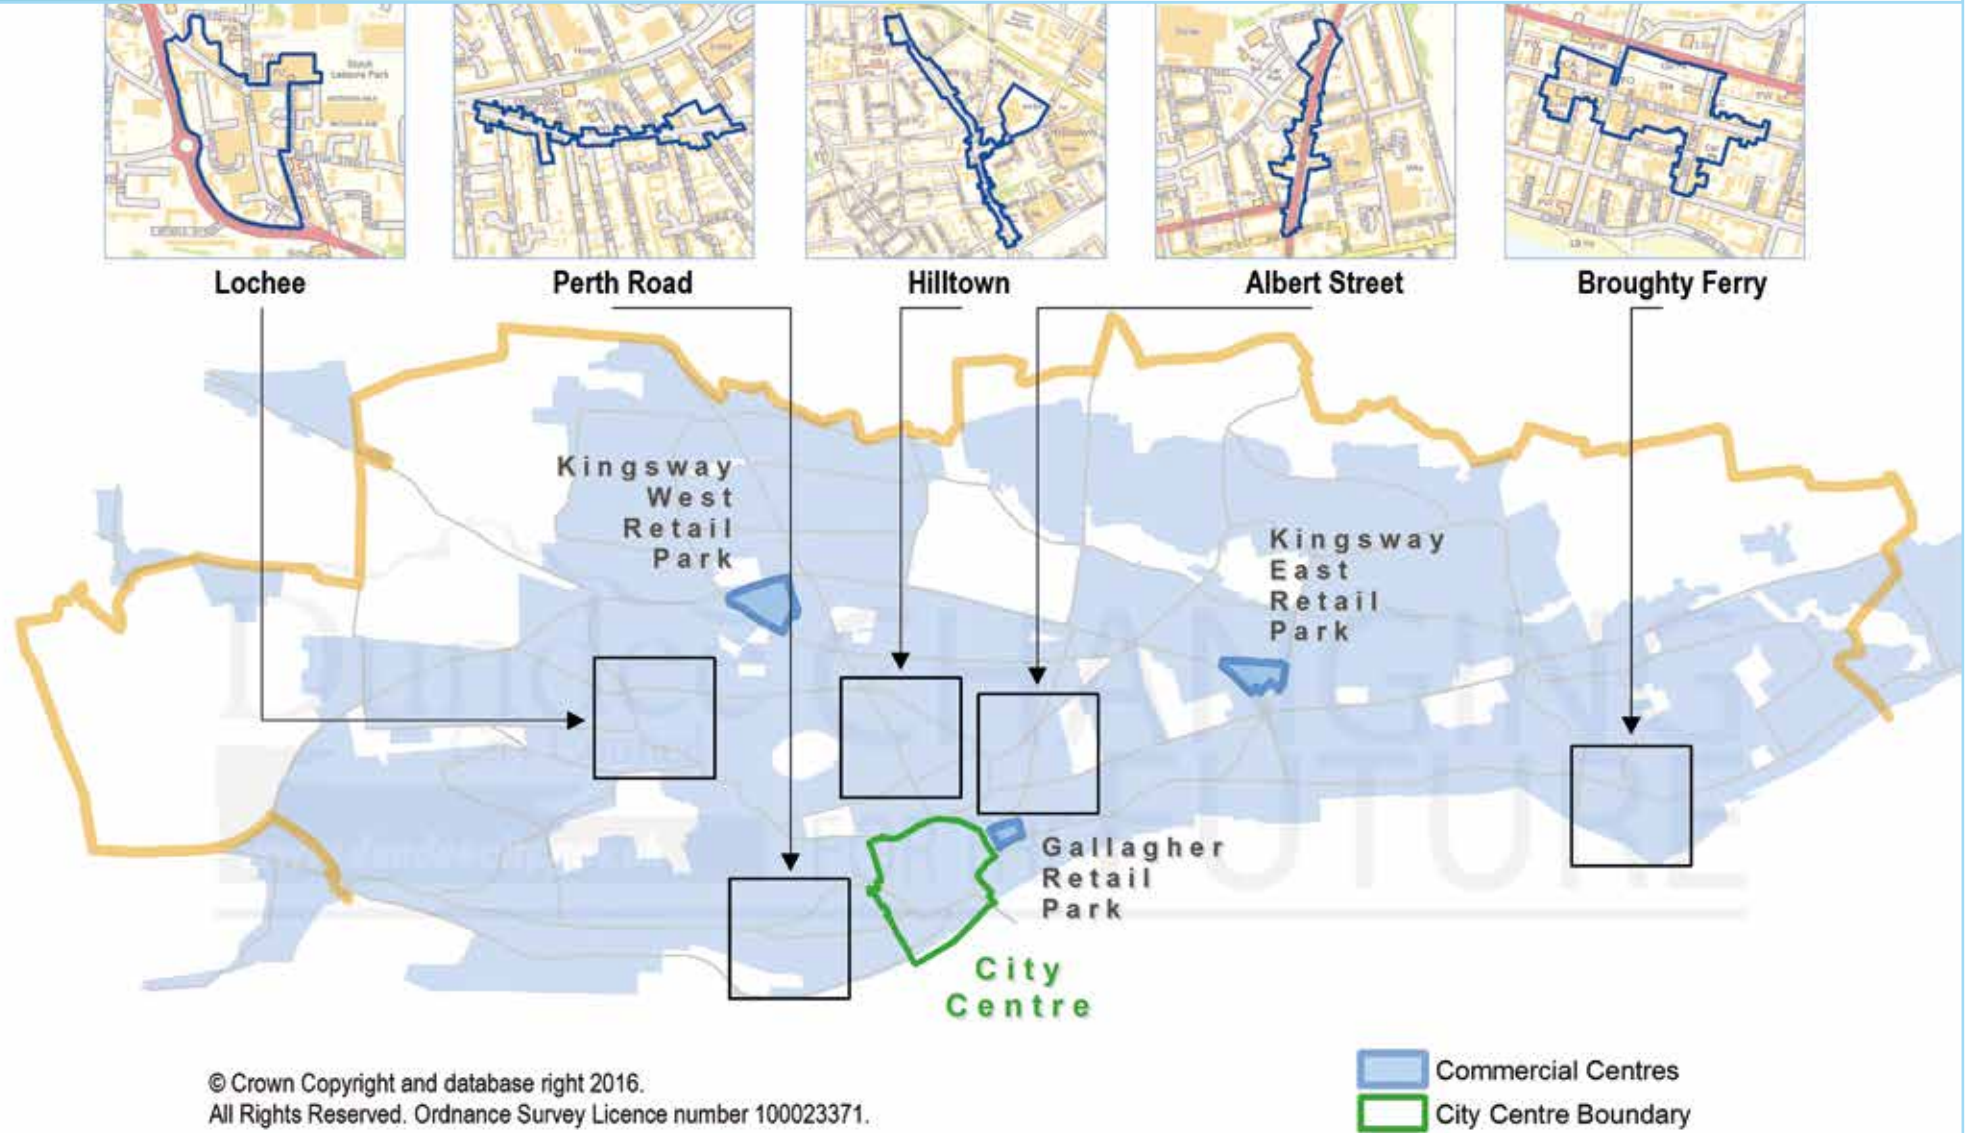 Lochee
Perth Road
Hilltown
Albert Street
Broughty Ferry
Kingsway
West
Retail
Park
Kingsway
East
Retail
Park
Gallagher
Retail
Park
City
Centre
© Crown Copyright and database right 2016.
All Rights Reserved. Ordnance Survey Licence number 100023371.
Commercial Centres
City Centre Boundary